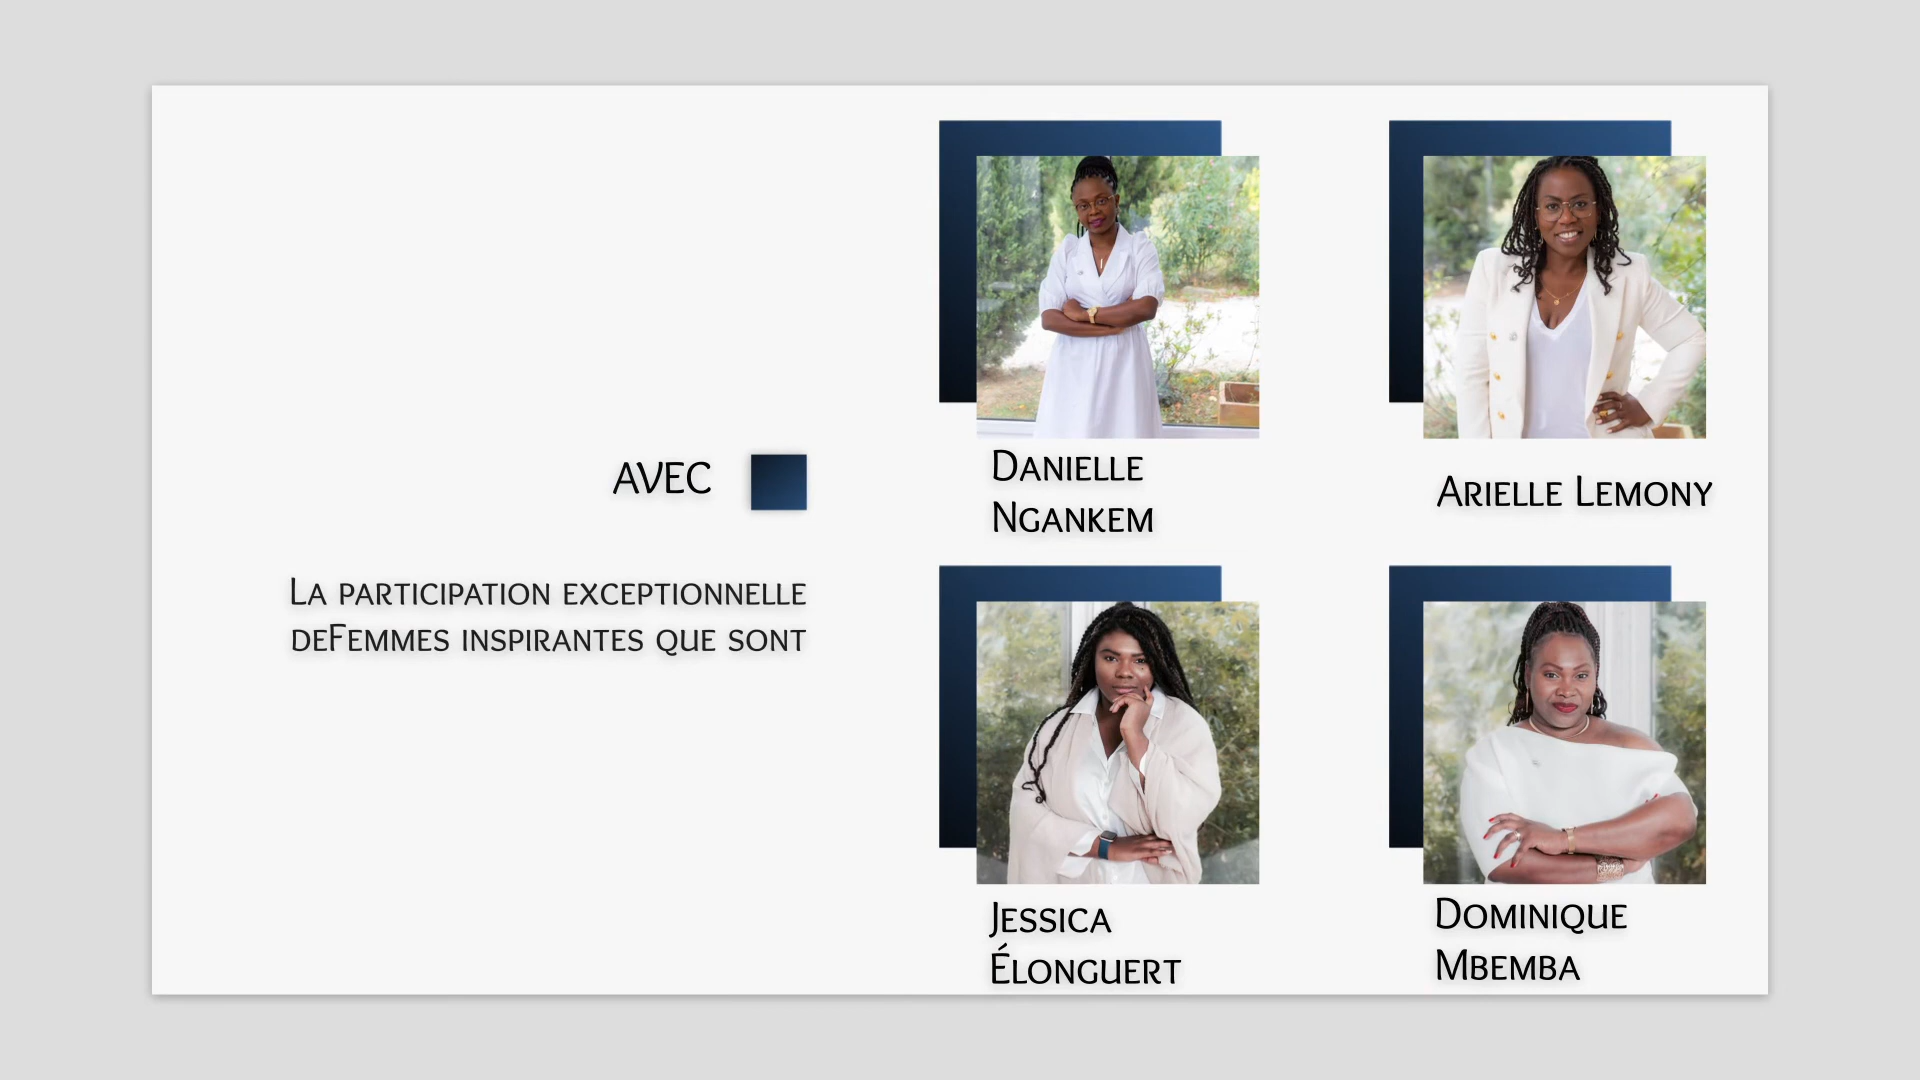 AVEC
La participation exceptionnelle
deFemmes inspirantes que sont
Danielle
Ngankem
Arielle Lemony
Jessica
Élonguert
Dominique
Mbemba